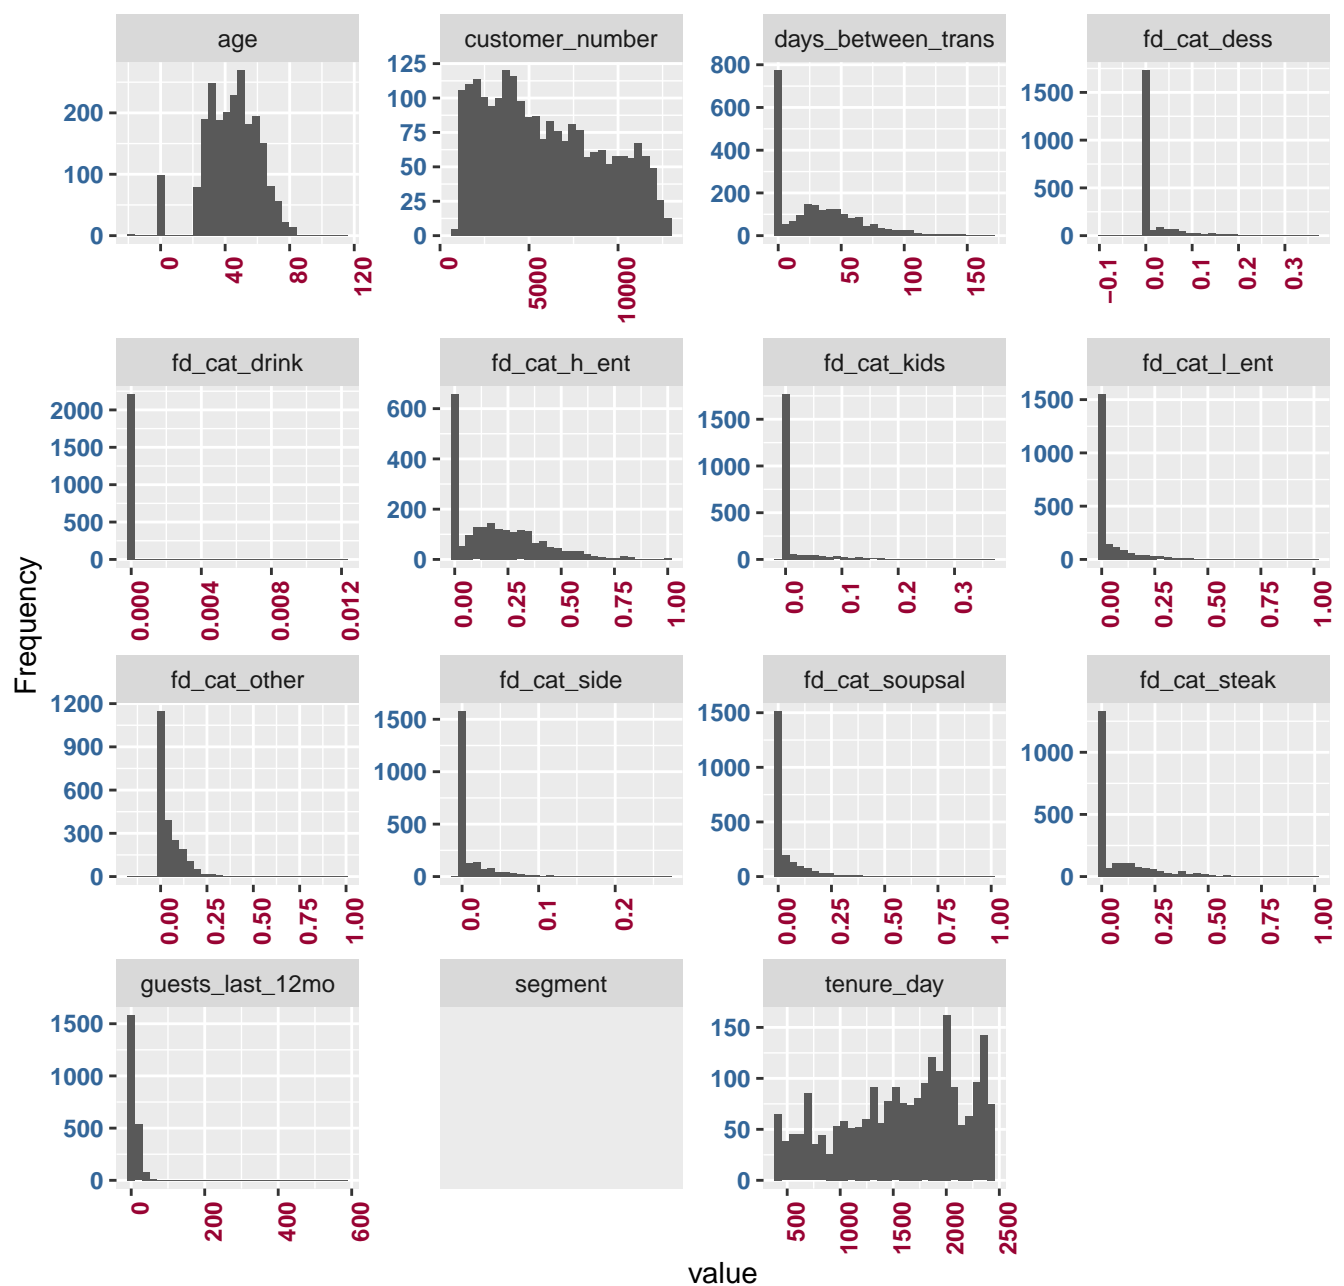 age customer_number days_between_trans fd_cat_dess
0 100 200
0 40 80 120
0 25 50 75 100 125
5000 10000
0 200 400 600 800
0 50 100 150
0 500 1000 1500
−0.1 0.0 0.1 0.2 0.3
fd_cat_drink fd_cat_h_ent fd_cat_kids fd_cat_l_ent
0 500 1000 1500 2000
0.000 0.004 0.008 0.012
0 200 400 600
0.00 0.25 0.50 0.75 1.00
0 500 1000 1500
0.0 0.1 0.2 0.3
0 500 1000 1500
0.00 0.25 0.50 0.75 1.00
Frequency
fd_cat_other fd_cat_side fd_cat_soupsal fd_cat_steak
0 300 600 900 1200
0.00 0.25 0.50 0.75 1.00
0 500 1000 1500
0.0 0.1 0.2
0 500 1000 1500
0.00 0.25 0.50 0.75 1.00
0 500 1000
0.00 0.25 0.50 0.75 1.00
guests_last_12mo segment tenure_day
0 500 1000 1500
0 200 400 600
0 50 100 150
500 1000 1500 2000 2500
value